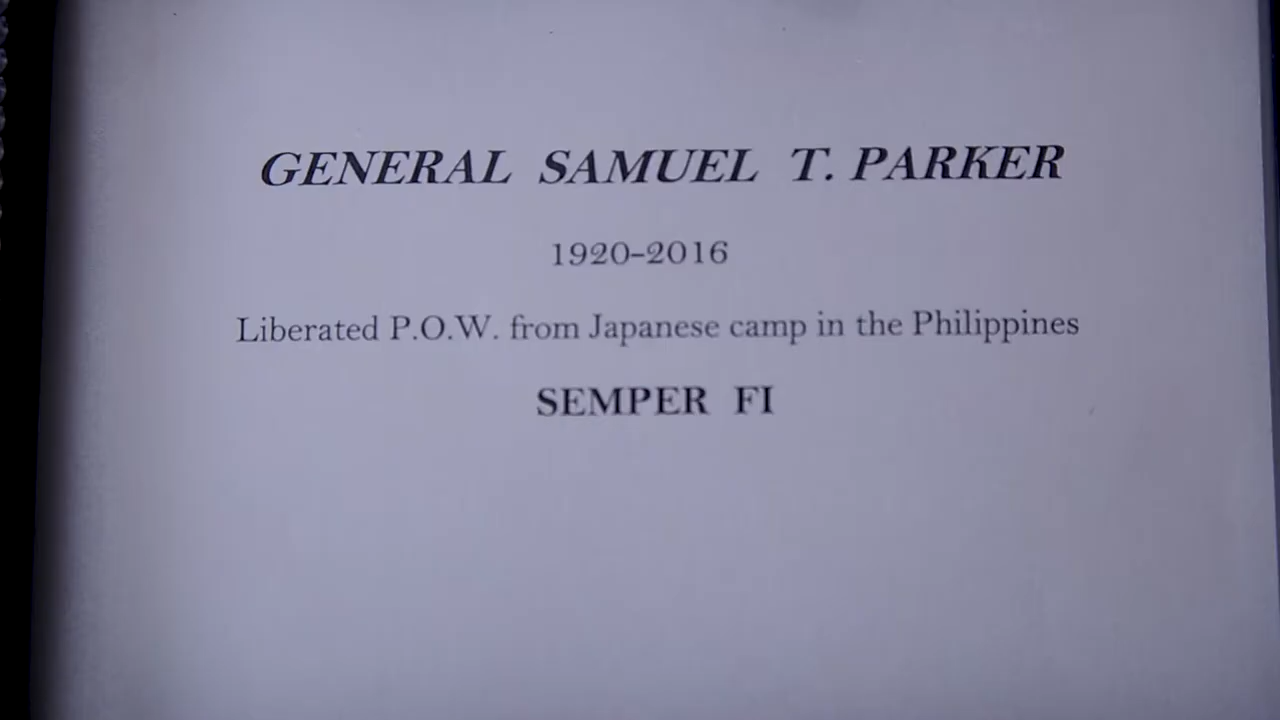 GENERAL SAMUEL T. PARKER
1920–2016
Liberated P.O.W. from Japanese camp in the Philippines
SEMPER FI